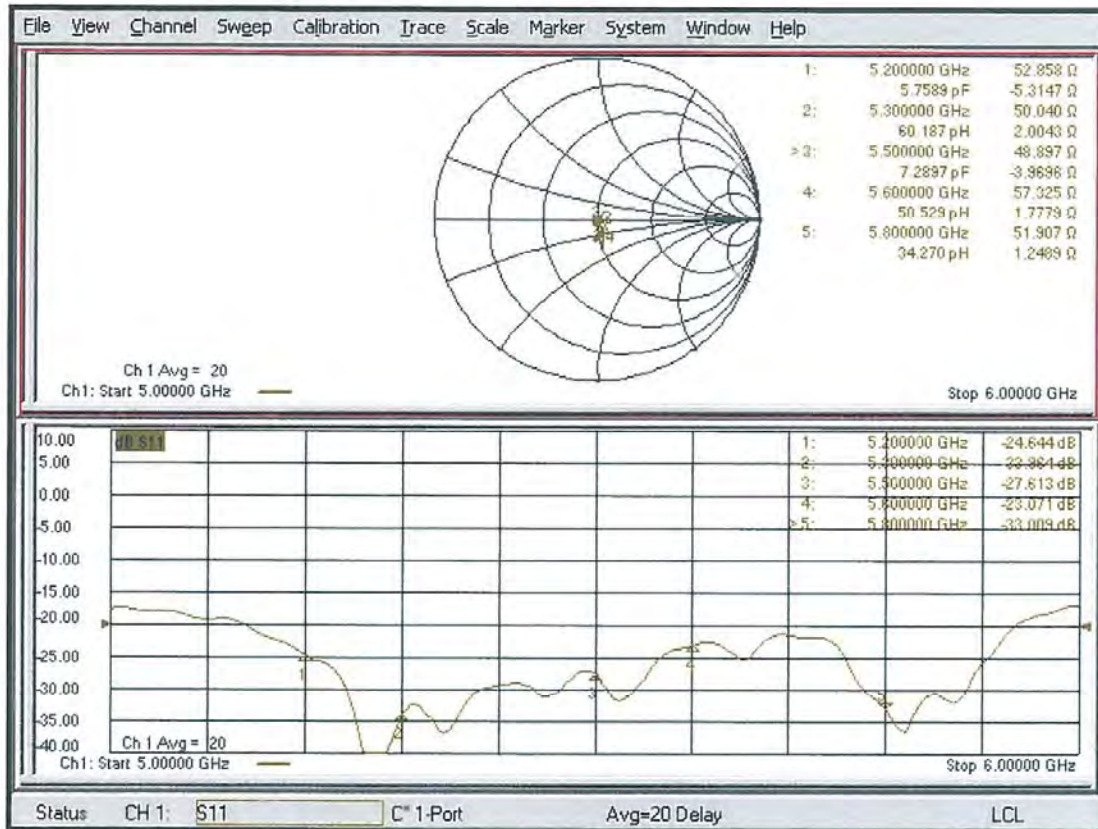 File View Channel Sweep Calibration Trace Scale Marker System Window Help
1: 5.200000 GHz 52.858 Ω
5.7589 pF -5.3147 Ω
2: 5.300000 GHz 50.040 Ω
60.187 pH 2.0043 Ω
>3: 5.500000 GHz 48.897 Ω
7.2897 pF -3.9696 Ω
4: 5.600000 GHz 57.325 Ω
50.529 pH 1.7779 Ω
5: 5.800000 GHz 51.907 Ω
34.270 pH 1.2489 Ω
Ch 1 Avg = 20
Ch1: Start 5.00000 GHz Stop 6.00000 GHz
10.00 dB S11
5.00
0.00
-5.00
-10.00
-15.00
-20.00
-25.00
-30.00
-35.00
-40.00
1: 5.200000 GHz -24.644 dB
2: 5.300000 GHz -33.964 dB
3: 5.500000 GHz -27.613 dB
4: 5.600000 GHz -23.071 dB
>5: 5.800000 GHz -33.009 dB
1
2
3
4
Ch 1 Avg = 20
Ch1: Start 5.00000 GHz Stop 6.00000 GHz
Status CH 1: S11 C* 1-Port Avg=20 Delay LCL